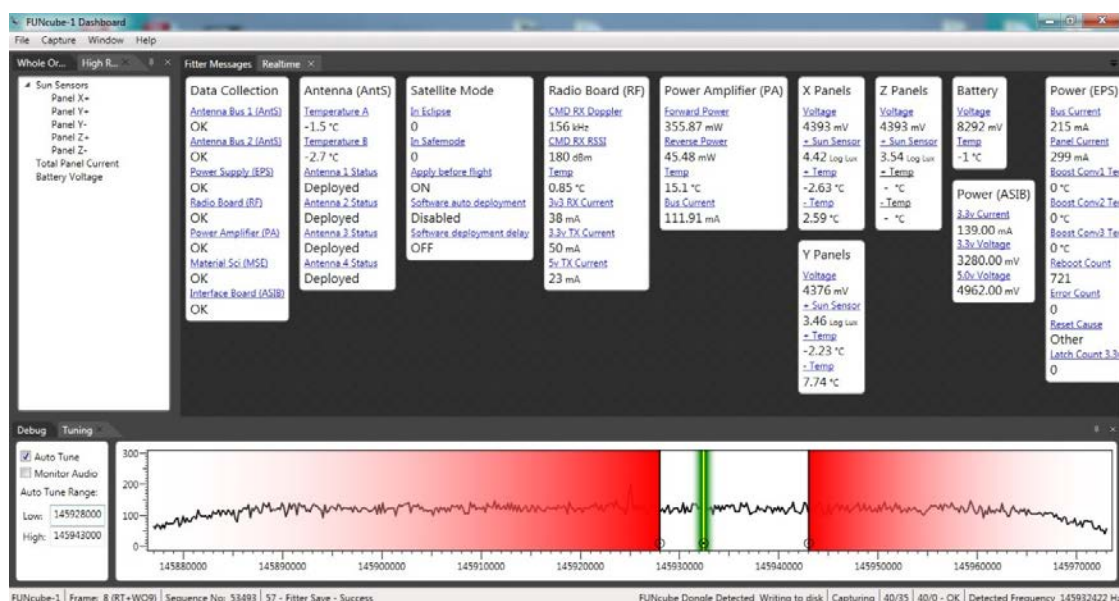 FUNcube-1 Dashboard
File Capture Window Help
Whole Or... High R...
Sun Sensors
Panel X+
Panel Y+
Panel Y-
Panel Z+
Panel Z-
Total Panel Current
Battery Voltage
Fitter Messages Realtime
Data Collection
Antenna Bus 1 (AntS)
OK
Antenna Bus 2 (AntS)
OK
Power Supply (EPS)
OK
Radio Board (RF)
OK
Power Amplifier (PA)
OK
Material Sci (MSE)
OK
Interface Board (ASIB)
OK
Antenna (AntS)
Temperature A
-1.5 °C
Temperature B
-2.7 °C
Antenna 1 Status
Deployed
Antenna 2 Status
Deployed
Antenna 3 Status
Deployed
Antenna 4 Status
Deployed
Satellite Mode
In Eclipse
0
In Safemode
0
Apply before flight
ON
Software auto deployment
Disabled
Software deployment delay
OFF
Radio Board (RF)
CMD RX Doppler
156 kHz
CMD RX RSSI
180 dBm
Temp
0.85 °C
3v3 RX Current
38 mA
3.3v TX Current
50 mA
5v TX Current
23 mA
Power Amplifier (PA)
Forward Power
355.87 mW
Reverse Power
45.48 mW
Temp
15.1 °C
Bus Current
111.91 mA
X Panels
Voltage
4393 mV
+ Sun Sensor
4.42 Log Lux
+ Temp
-2.63 °C
- Temp
2.59 °C
Y Panels
Voltage
4376 mV
+ Sun Sensor
3.46 Log Lux
+ Temp
-2.23 °C
- Temp
7.74 °C
Z Panels
Voltage
4393 mV
+ Sun Sensor
3.54 Log Lux
+ Temp
- °C
- Temp
- °C
Battery
Voltage
8292 mV
Temp
-1 °C
Power (ASIB)
3.3v Current
139.00 mA
3.3v Voltage
3280.00 mV
5.0v Voltage
4962.00 mV
Power (EPS)
Bus Current
215 mA
Panel Current
299 mA
Boost Conv1 Te
0 °C
Boost Conv2 Te
0 °C
Boost Conv3 Te
0 °C
Reboot Count
721
Error Count
0
Reset Cause
Other
Latch Count 3.3
0
Debug Tuning
Auto Tune
Monitor Audio
Auto Tune Range:
Low: 145928000
High: 145943000
300
200
100
0
145880000 145890000 145900000 145910000 145920000 145930000 145940000 145950000 145960000 145970000
FUNcube-1 Frame: 8 (RT+WO9) Sequence No: 53493 57 - Fitter Save - Success FUNcube Dongle Detected Writing to disk Capturing 40/35 40/0 - OK Detected Frequency 145932422 H